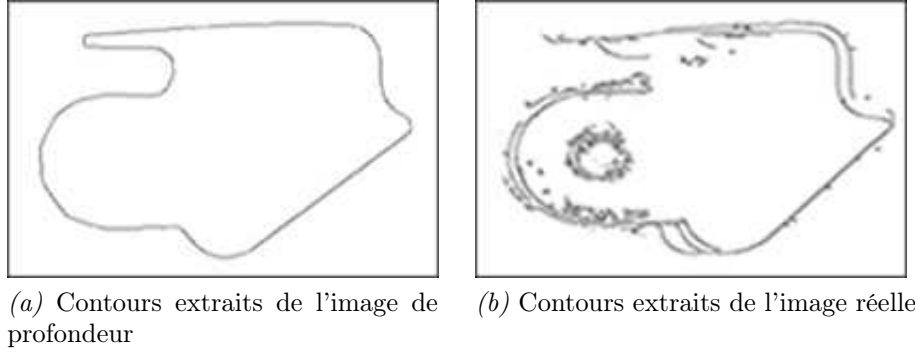 (a) Contours extraits de l'image de
profondeur
(b) Contours extraits de l'image réelle